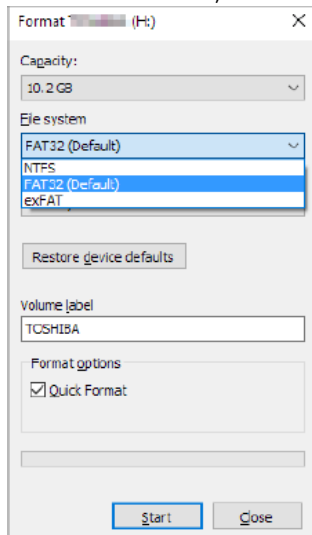 Format (H:)
Capacity:
10.2 GB
File system
FAT32 (Default)
NTFS
FAT32 (Default)
exFAT
Restore device defaults
Volume label
TOSHIBA
Format options
Quick Format
Start
Close